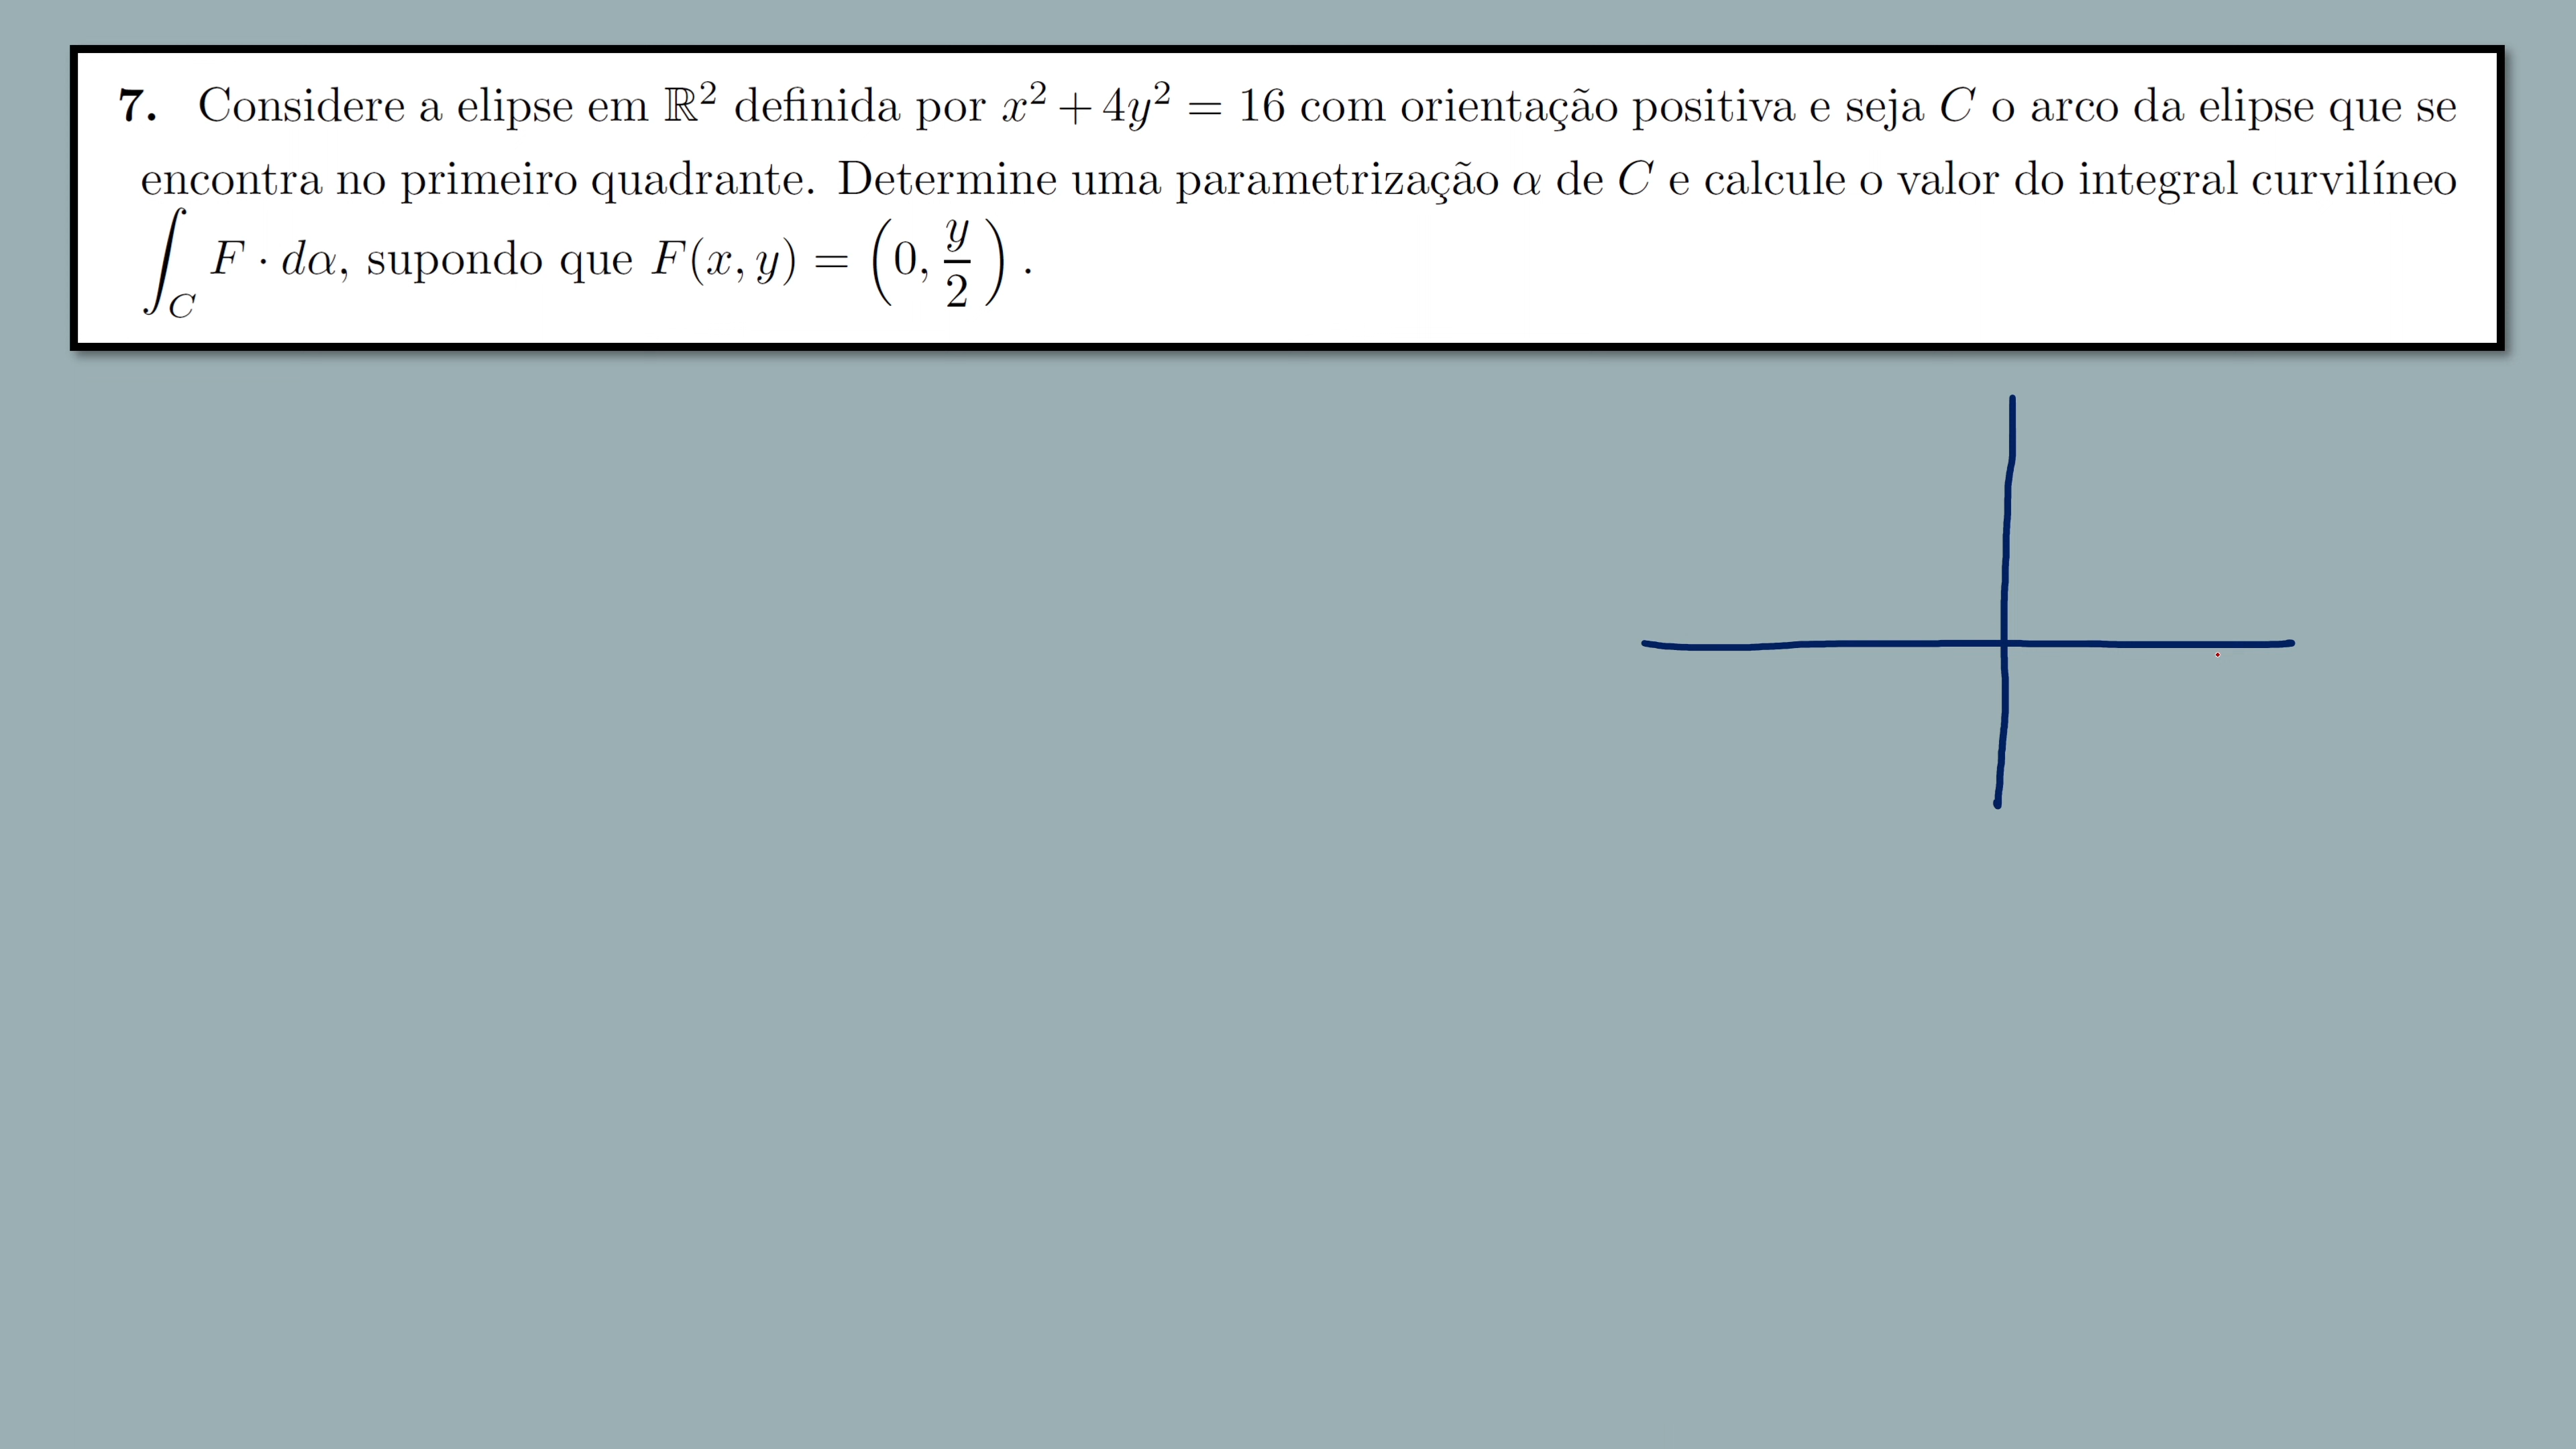 7. Considere a elipse em ℝ² definida por x² + 4y² = 16 com orientação positiva e seja C o arco da elipse que se
encontra no primeiro quadrante. Determine uma parametrização α de C e calcule o valor do integral curvilíneo
∫_C F · dα, supondo que F(x, y) = (0, y/2).